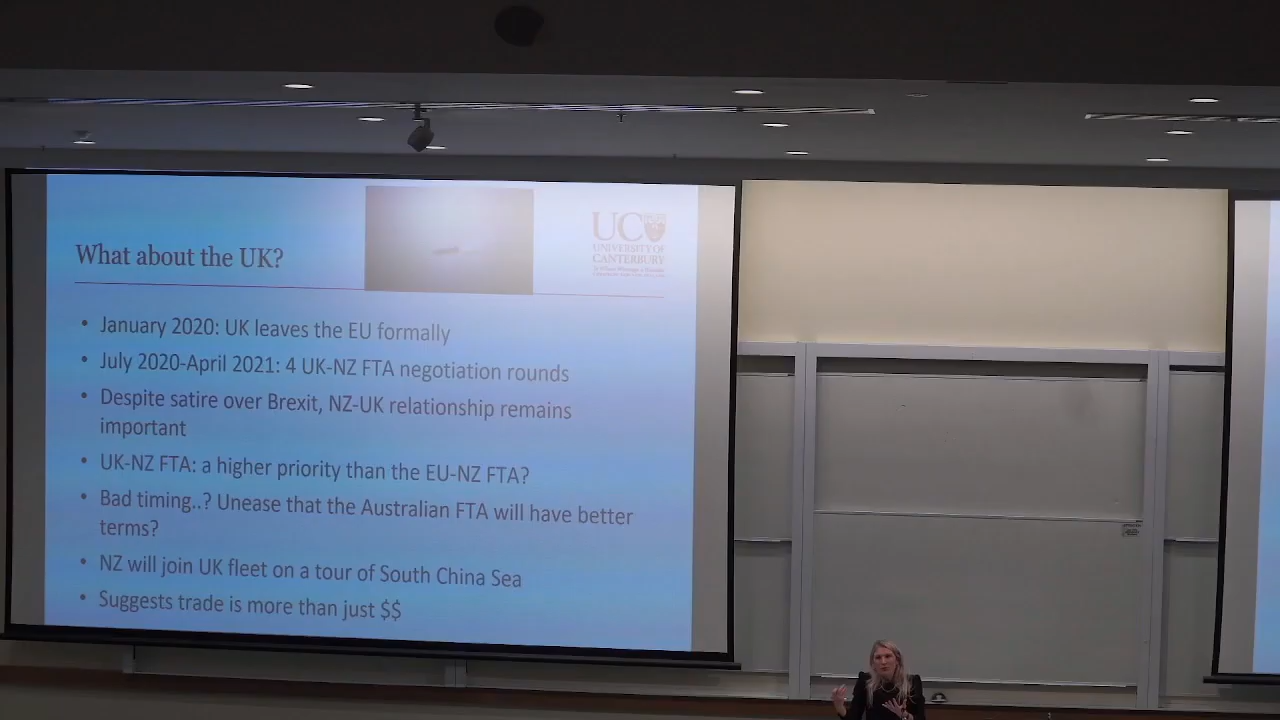 What about the UK?
UC
UNIVERSITY OF
CANTERBURY
• January 2020: UK leaves the EU formally
• July 2020-April 2021: 4 UK-NZ FTA negotiation rounds
• Despite satire over Brexit, NZ-UK relationship remains
important
• UK-NZ FTA: a higher priority than the EU-NZ FTA?
• Bad timing..? Unease that the Australian FTA will have better
terms?
• NZ will join UK fleet on a tour of South China Sea
• Suggests trade is more than just $$